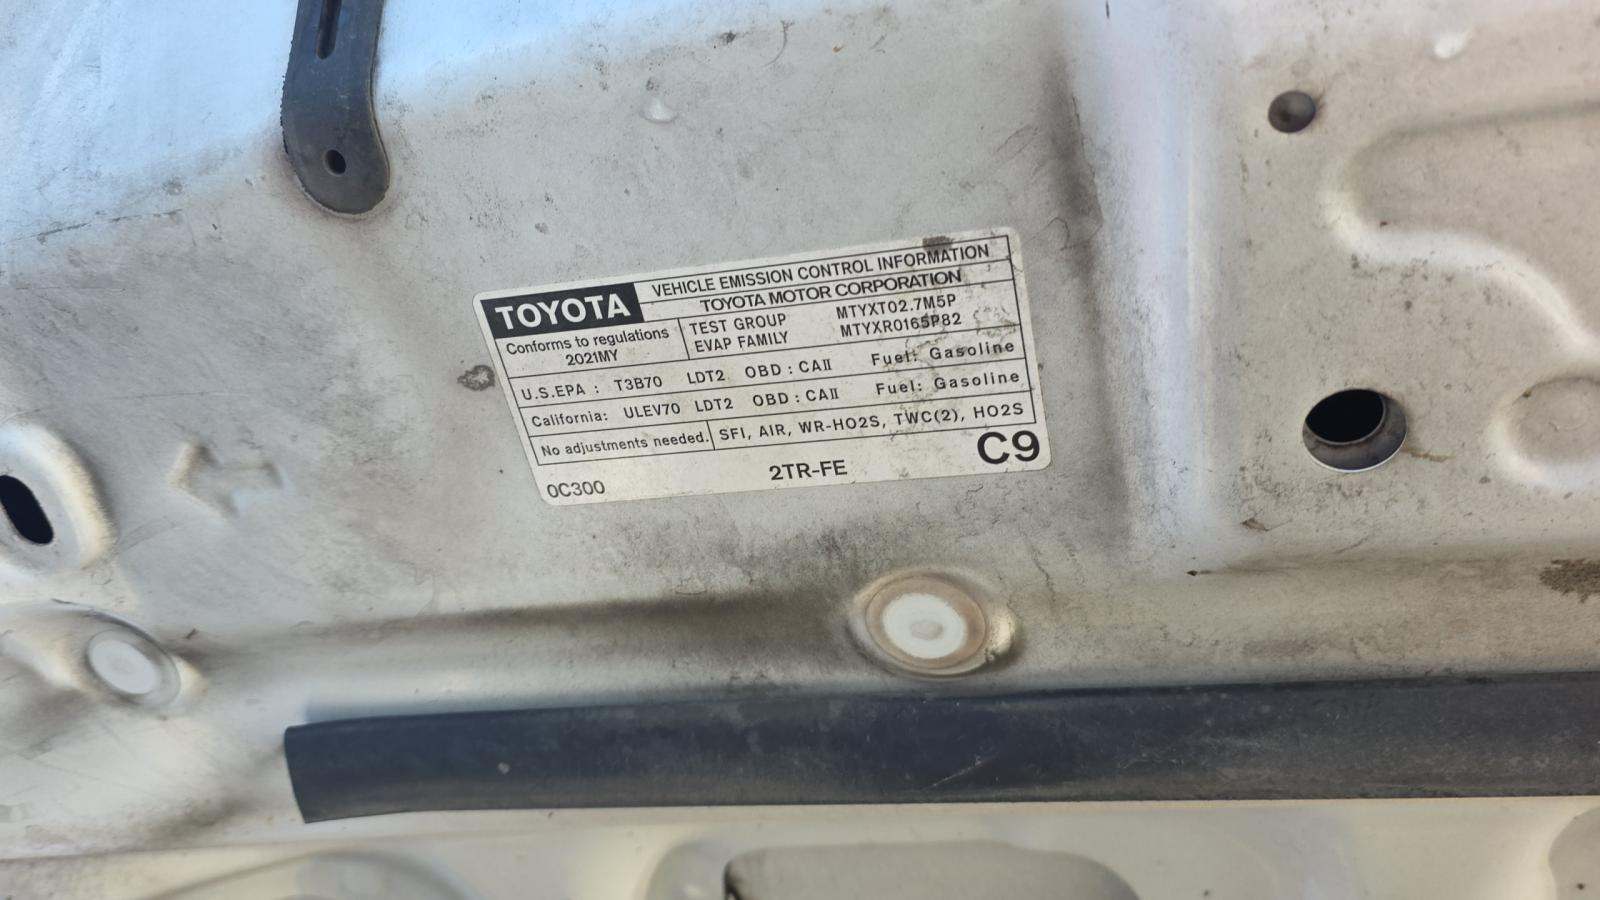 TOYOTA
VEHICLE EMISSION CONTROL INFORMATION
TOYOTA MOTOR CORPORATION
Conforms to regulations
2021MY
TEST GROUP MTYXT02.7M5P
EVAP FAMILY MTYXR0165P82
U.S.EPA : T3B70 LDT2 OBD : CAII Fuel: Gasoline
California: ULEV70 LDT2 OBD : CAII Fuel: Gasoline
No adjustments needed. SFI, AIR, WR-HO2S, TWC(2), HO2S
0C300 2TR-FE C9